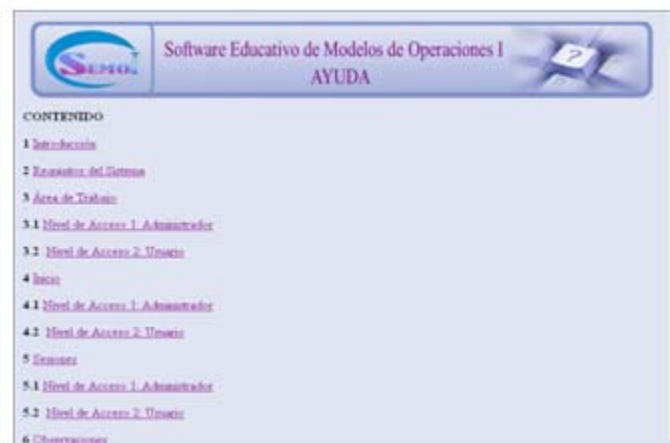 SEMOI
Software Educativo de Modelos de Operaciones I
AYUDA
?
CONTENIDO
1 Introducción
2 Requisitos del Sistema
3 Área de Trabajo
3.1 Nivel de Acceso 1: Administrador
3.2 Nivel de Acceso 2: Usuario
4 Inicio
4.1 Nivel de Acceso 1: Administrador
4.2 Nivel de Acceso 2: Usuario
5 Sesiones
5.1 Nivel de Acceso 1: Administrador
5.2 Nivel de Acceso 2: Usuario
6 Observaciones